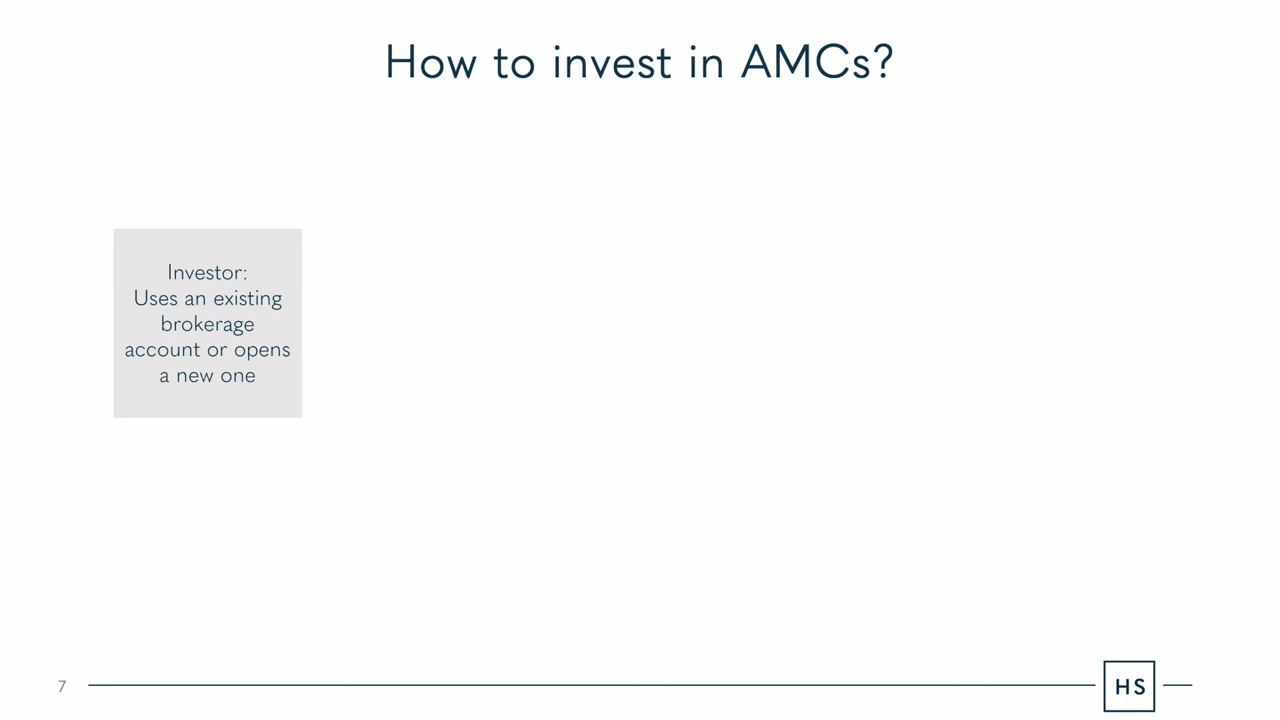 How to invest in AMCs?
Investor:
Uses an existing
brokerage
account or opens
a new one
7
HS